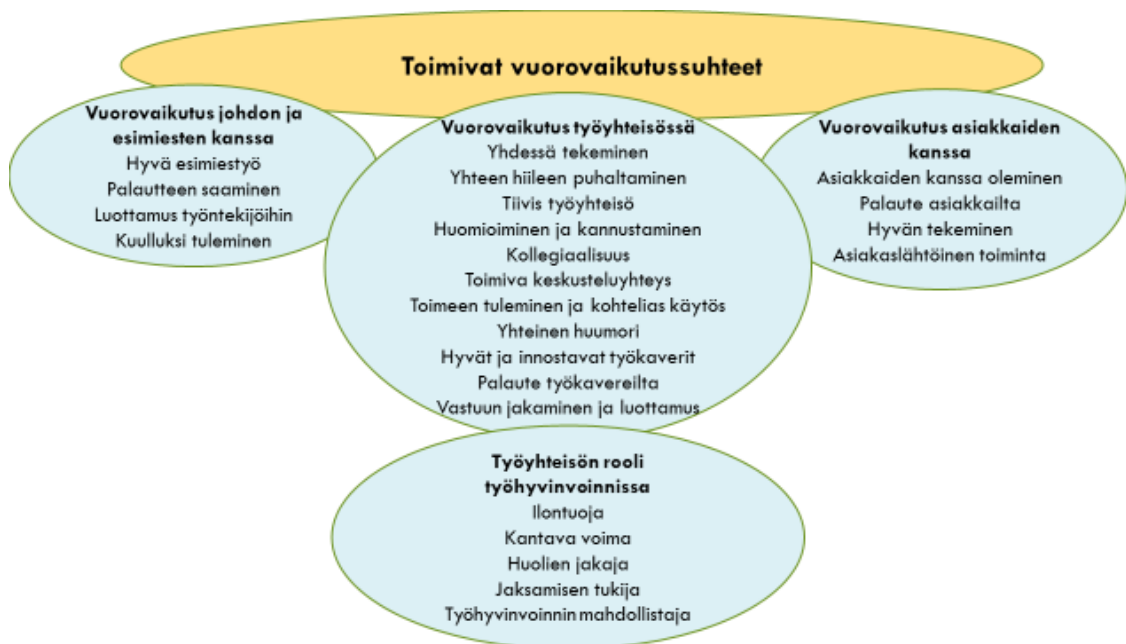 Toimivat vuorovaikutussuhteet
Vuorovaikutus johdon ja
esimiesten kanssa
Hyvä esimiestyö
Palautteen saaminen
Luottamus työntekijöihin
Kuulluksi tuleminen
Vuorovaikutus työyhteisössä
Yhdessä tekeminen
Yhteen hiileen puhaltaminen
Tiivis työyhteisö
Huomioiminen ja kannustaminen
Kollegiaalisuus
Toimiva keskusteluyhteys
Toimeen tuleminen ja kohtelias käytös
Yhteinen huumori
Hyvät ja innostavat työkaverit
Palaute työkavereilta
Vastuun jakaminen ja luottamus
Vuorovaikutus asiakkaiden
kanssa
Asiakkaiden kanssa oleminen
Palaute asiakkailta
Hyvän tekeminen
Asiakaslähtöinen toiminta
Työyhteisön rooli
työhyvinvoinnissa
Ilontuoja
Kantava voima
Huolien jakaja
Jaksamisen tukija
Työhyvinvoinnin mahdollistaja